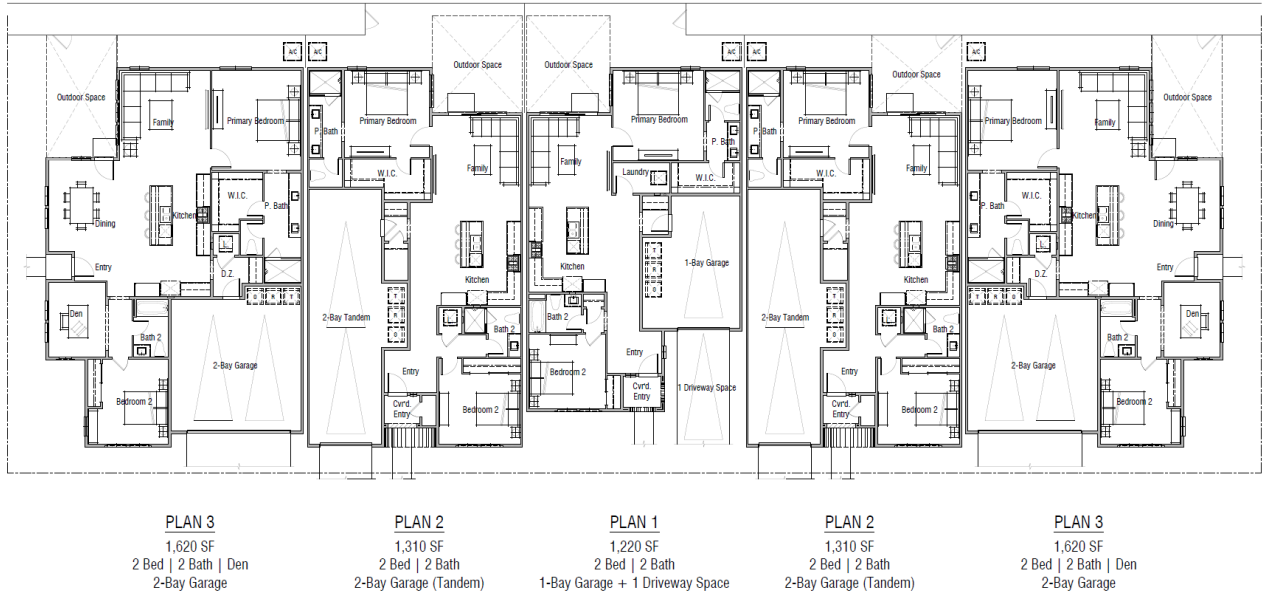 A/C
A/C
A/C
A/C
A/C
Outdoor Space
Family
Primary Bedroom
W.I.C.
P. Bath
Dining
Kitchen
Entry
L
D.Z.
O R T
Den
Bath 2
2-Bay Garage
Bedroom 2
Outdoor Space
Primary Bedroom
P. Bath
Family
W.I.C.
Kitchen
2-Bay Tandem
T
R
O
L
Bath 2
Entry
Cvr'd.
Entry
Bedroom 2
Outdoor Space
Primary Bedroom
Family
P. Bath
Laundry
W.I.C.
1-Bay Garage
T
R
O
Kitchen
Bath 2
Entry
Bedroom 2
Cvr'd.
Entry
1 Driveway Space
Outdoor Space
Primary Bedroom
P. Bath
Family
W.I.C.
Kitchen
2-Bay Tandem
T
R
O
L
Bath 2
Entry
Cvr'd.
Entry
Bedroom 2
Outdoor Space
Primary Bedroom
Family
P. Bath
W.I.C.
Kitchen
Dining
Entry
L
D.Z.
T R O
Den
Bath 2
2-Bay Garage
Bedroom 2
PLAN 3
1,620 SF
2 Bed | 2 Bath | Den
2-Bay Garage
PLAN 2
1,310 SF
2 Bed | 2 Bath
2-Bay Garage (Tandem)
PLAN 1
1,220 SF
2 Bed | 2 Bath
1-Bay Garage + 1 Driveway Space
PLAN 2
1,310 SF
2 Bed | 2 Bath
2-Bay Garage (Tandem)
PLAN 3
1,620 SF
2 Bed | 2 Bath | Den
2-Bay Garage